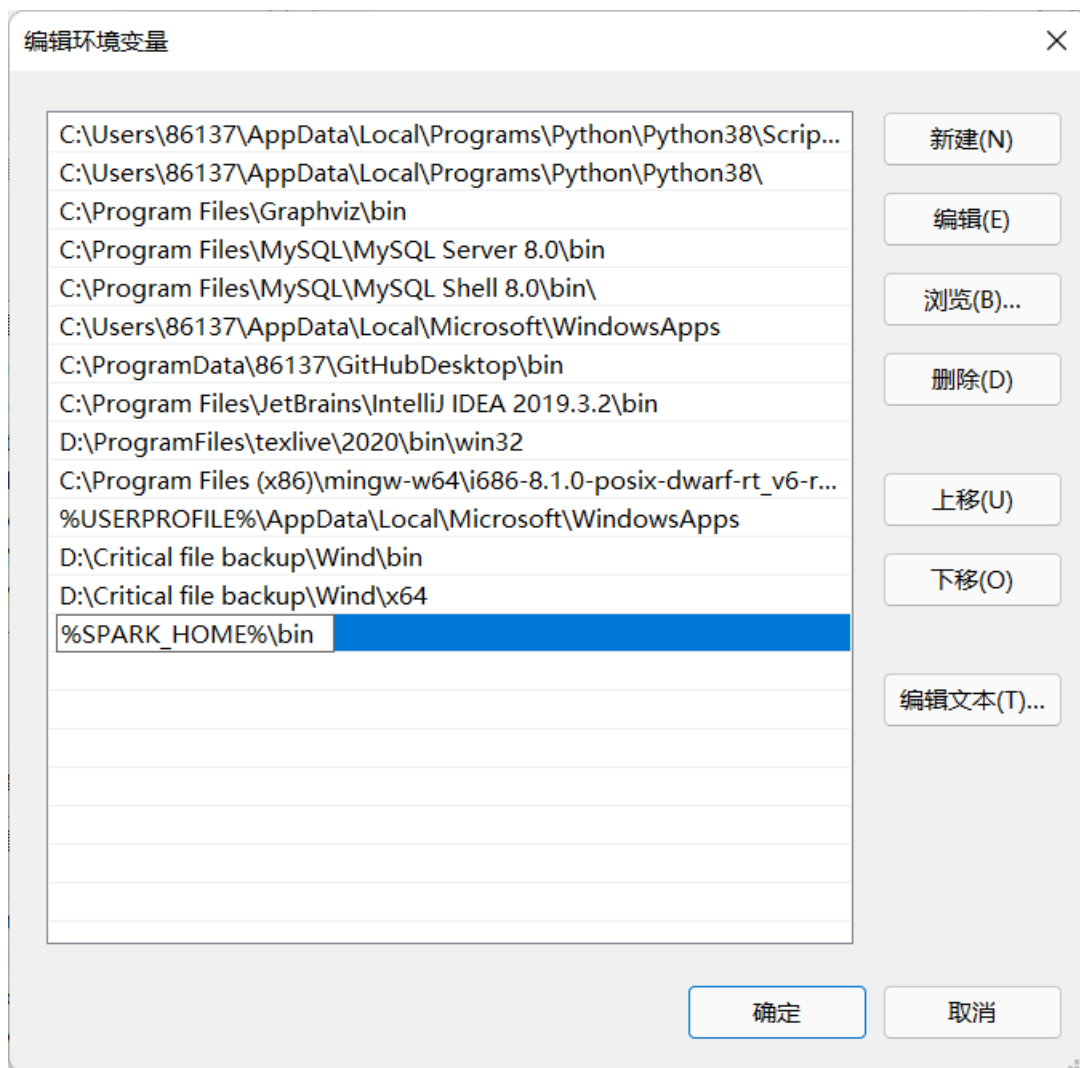 编辑环境变量
C:\Users\86137\AppData\Local\Programs\Python\Python38\Scrip...
新建(N)
C:\Users\86137\AppData\Local\Programs\Python\Python38\
C:\Program Files\Graphviz\bin
编辑(E)
C:\Program Files\MySQL\MySQL Server 8.0\bin
C:\Program Files\MySQL\MySQL Shell 8.0\bin\
浏览(B)...
C:\Users\86137\AppData\Local\Microsoft\WindowsApps
C:\ProgramData\86137\GitHubDesktop\bin
删除(D)
C:\Program Files\JetBrains\IntelliJ IDEA 2019.3.2\bin
D:\ProgramFiles\texlive\2020\bin\win32
C:\Program Files (x86)\mingw-w64\i686-8.1.0-posix-dwarf-rt_v6-r...
上移(U)
%USERPROFILE%\AppData\Local\Microsoft\WindowsApps
D:\Critical file backup\Wind\bin
下移(O)
D:\Critical file backup\Wind\x64
%SPARK_HOME%\bin
编辑文本(T)...
确定
取消